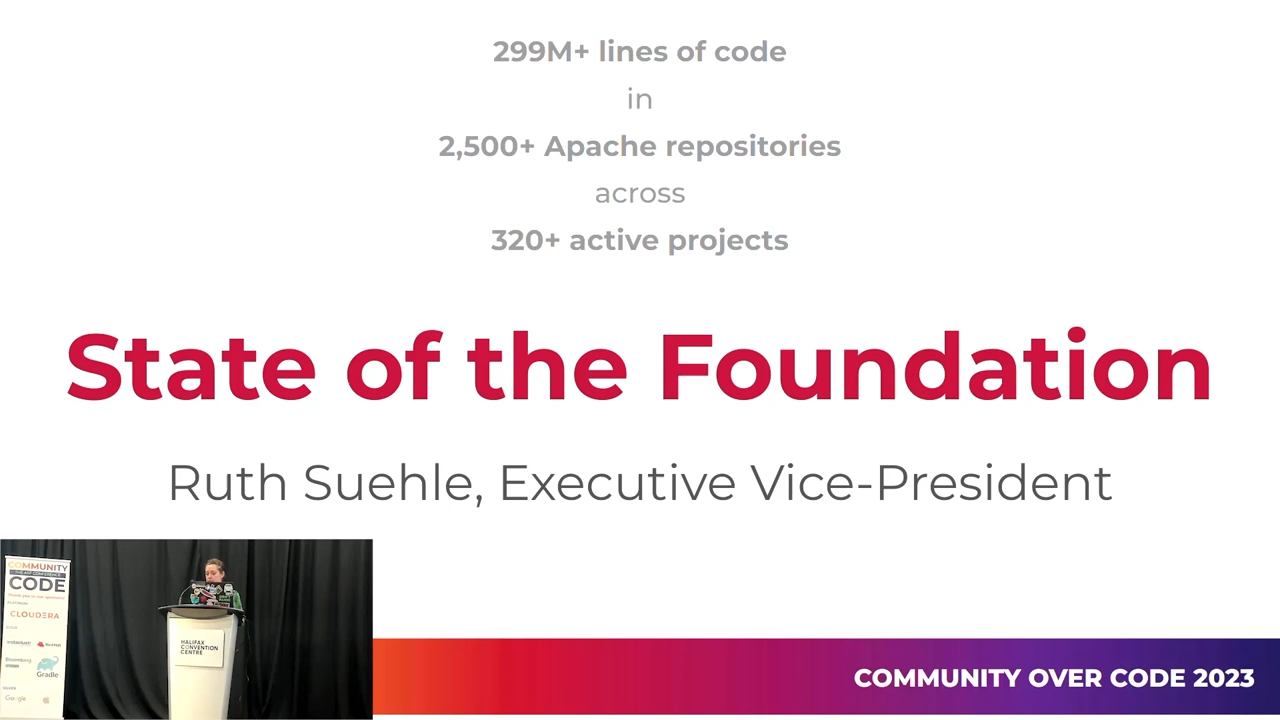 299M+ lines of code
in
2,500+ Apache repositories
across
320+ active projects
State of the Foundation
Ruth Suehle, Executive Vice-President
COMMUNITY
CODE
CLOUDERA
Gradle
Google
HALIFAX
CONVENTION
CENTRE
COMMUNITY OVER CODE 2023